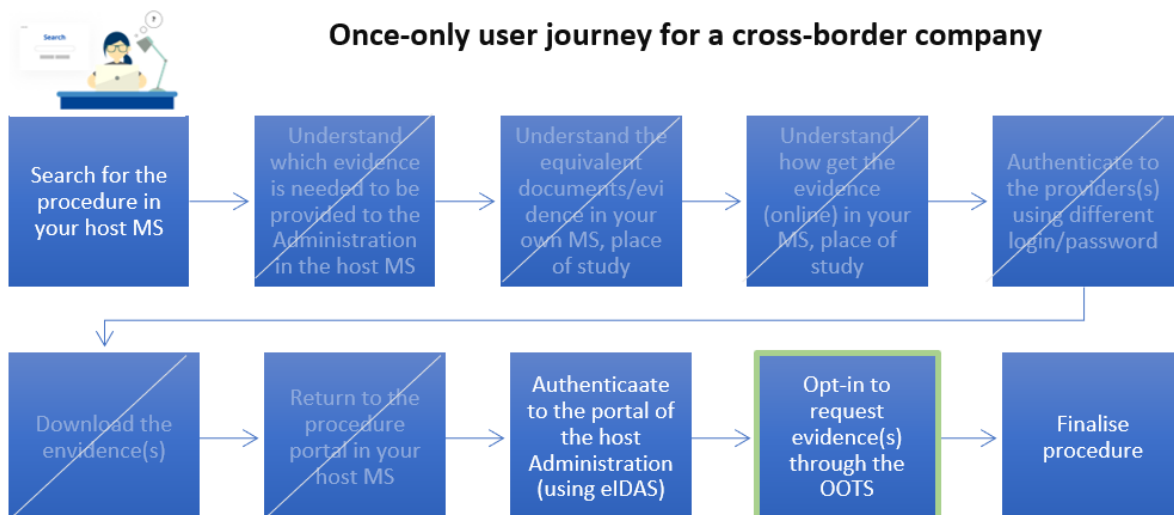 Once-only user journey for a cross-border company
Search
?
Search for the
procedure in
your host MS
Understand
which evidence
is needed to be
provided to the
Administration
in the host MS
Understand the
equivalent
documents/evi
dence in your
own MS, place
of study
Understand
how get the
evidence
(online) in your
MS, place of
study
Authenticate to
the providers(s)
using different
login/password
Download the
envidence(s)
Return to the
procedure
portal in your
host MS
Authenticaate
to the portal of
the host
Administration
(using eIDAS)
Opt-in to
request
evidence(s)
through the
OOTS
Finalise
procedure